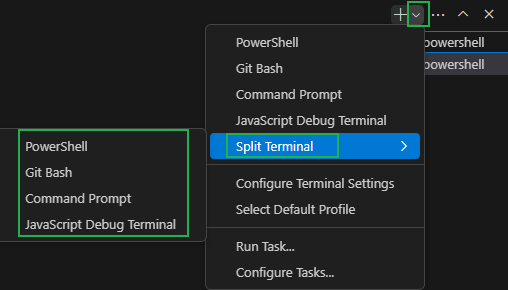 PowerShell
powershell
Git Bash
powershell
Command Prompt
JavaScript Debug Terminal
Split Terminal
PowerShell
Git Bash
Command Prompt
JavaScript Debug Terminal
Configure Terminal Settings
Select Default Profile
Run Task...
Configure Tasks...